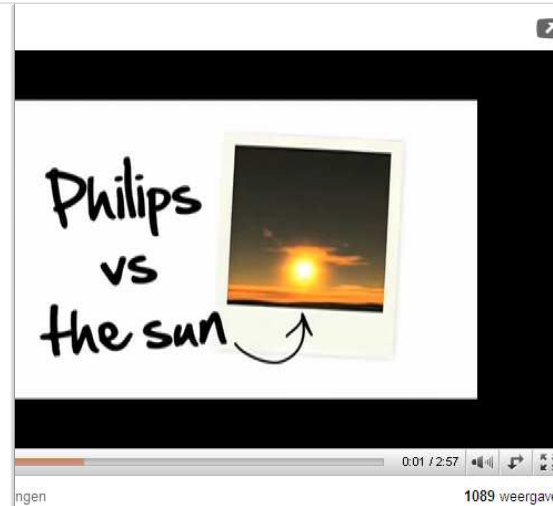 Philips
vs
the sun
0:01 / 2:57
ngen
1089 weergave